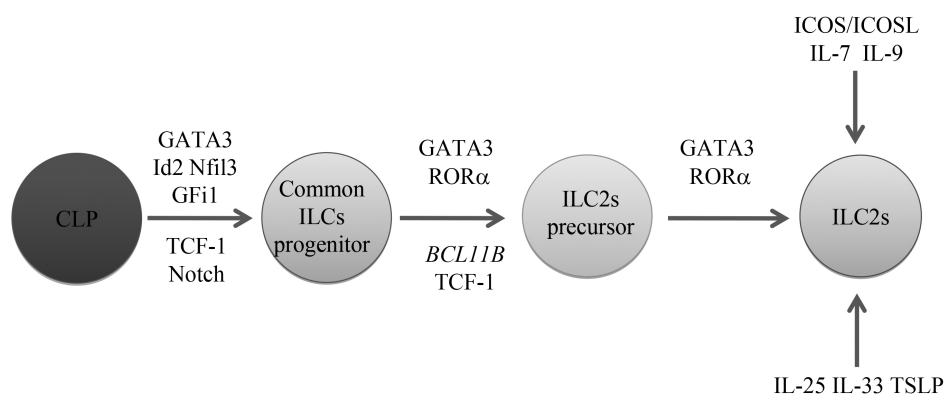 ICOS/ICOSL
IL-7 IL-9
GATA3
Id2 Nfil3
GFi1
GATA3
RORα
GATA3
RORα
CLP
Common
ILCs
progenitor
ILC2s
precursor
ILC2s
TCF-1
Notch
BCL11B
TCF-1
IL-25 IL-33 TSLP